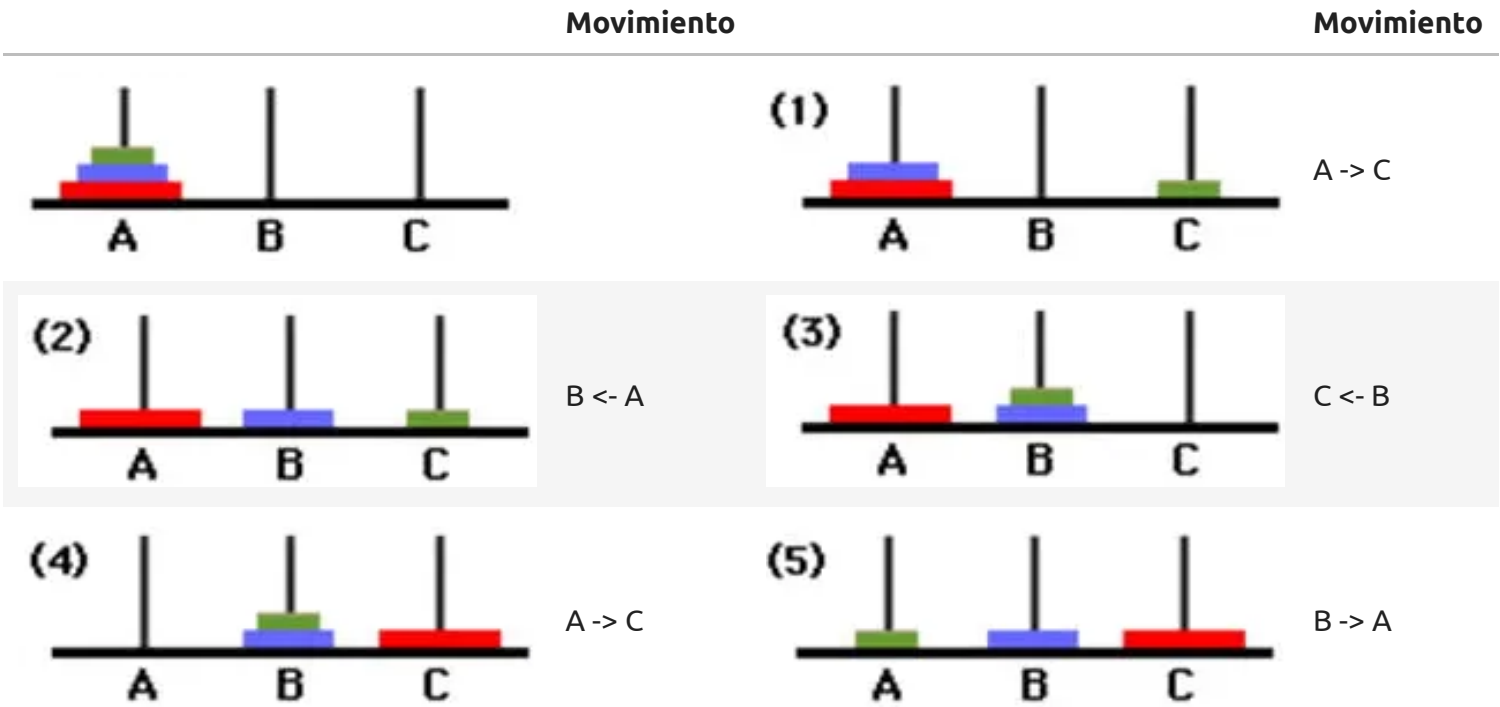 Movimiento Movimiento
(1)
A -> C
A B C A B C
(2) (3)
B <- A C <- B
A B C A B C
(4) (5)
A -> C B -> A
A B C A B C